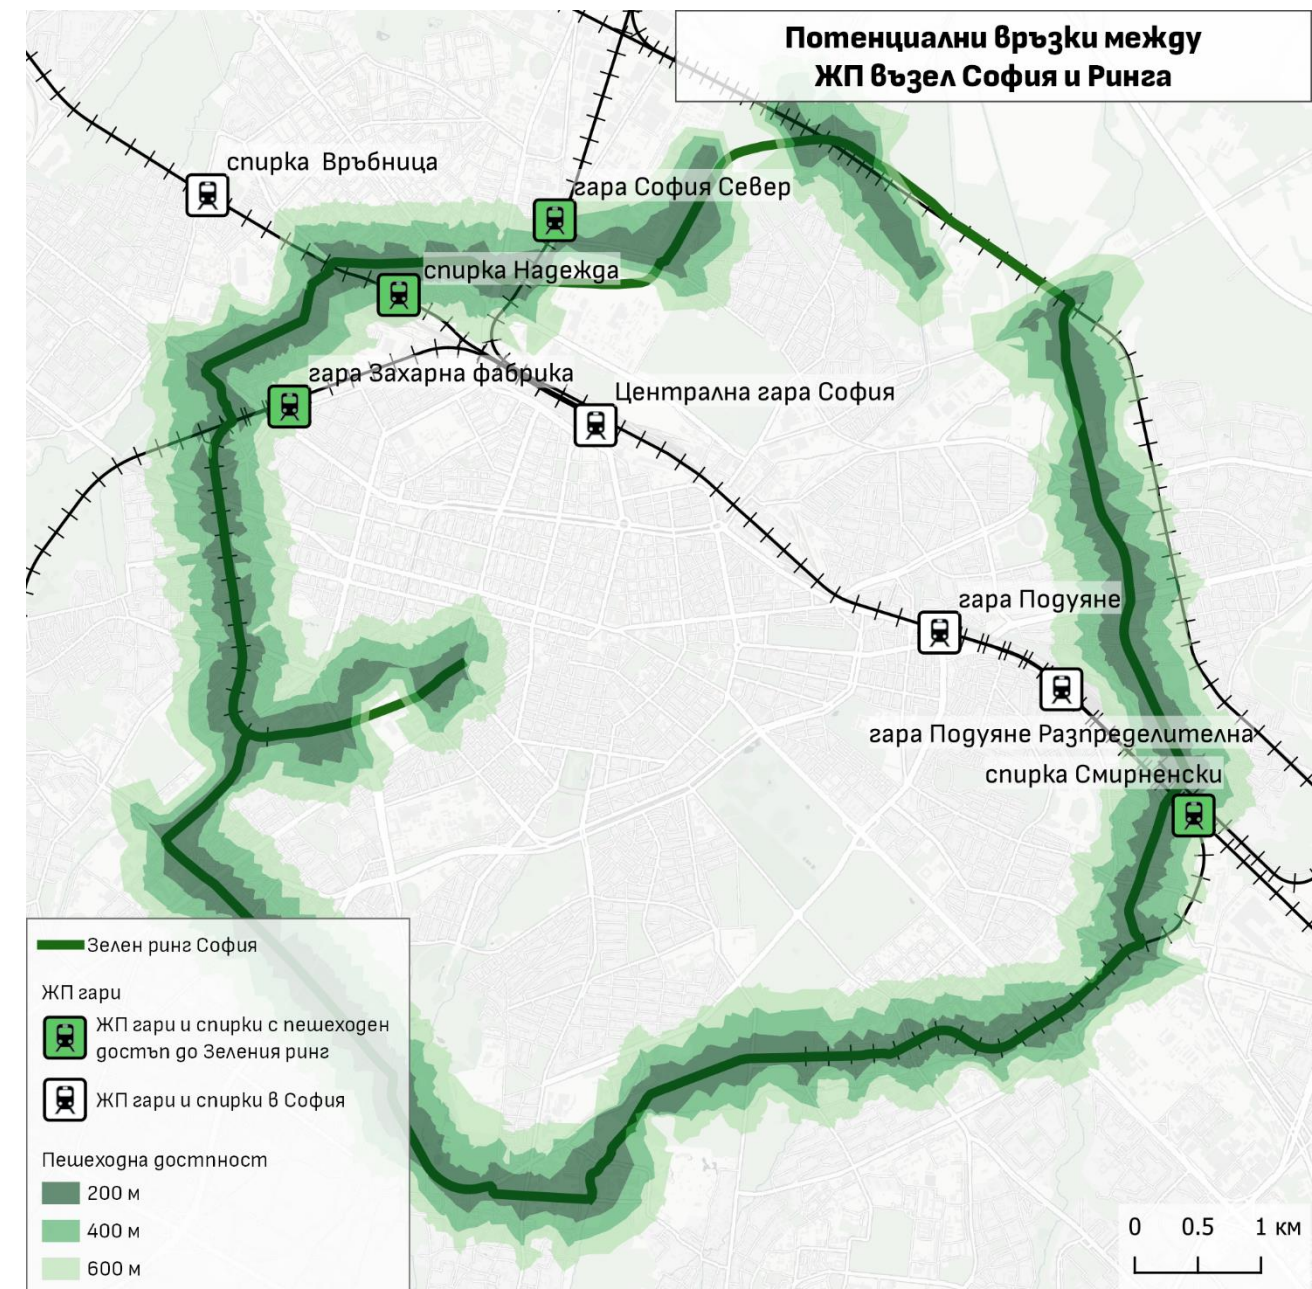 Потенциални връзки между
ЖП възел София и Ринга
спирка Връбница
гара София Север
спирка Надежда
гара Захарна фабрика
Централна гара София
гара Подуяне
гара Подуяне Разпределителна
спирка Смирненски
Зелен ринг София
ЖП гари
ЖП гари и спирки с пешеходен
достъп до Зеления ринг
ЖП гари и спирки в София
Пешеходна достпност
200 м
400 м
600 м
0 0.5 1 км